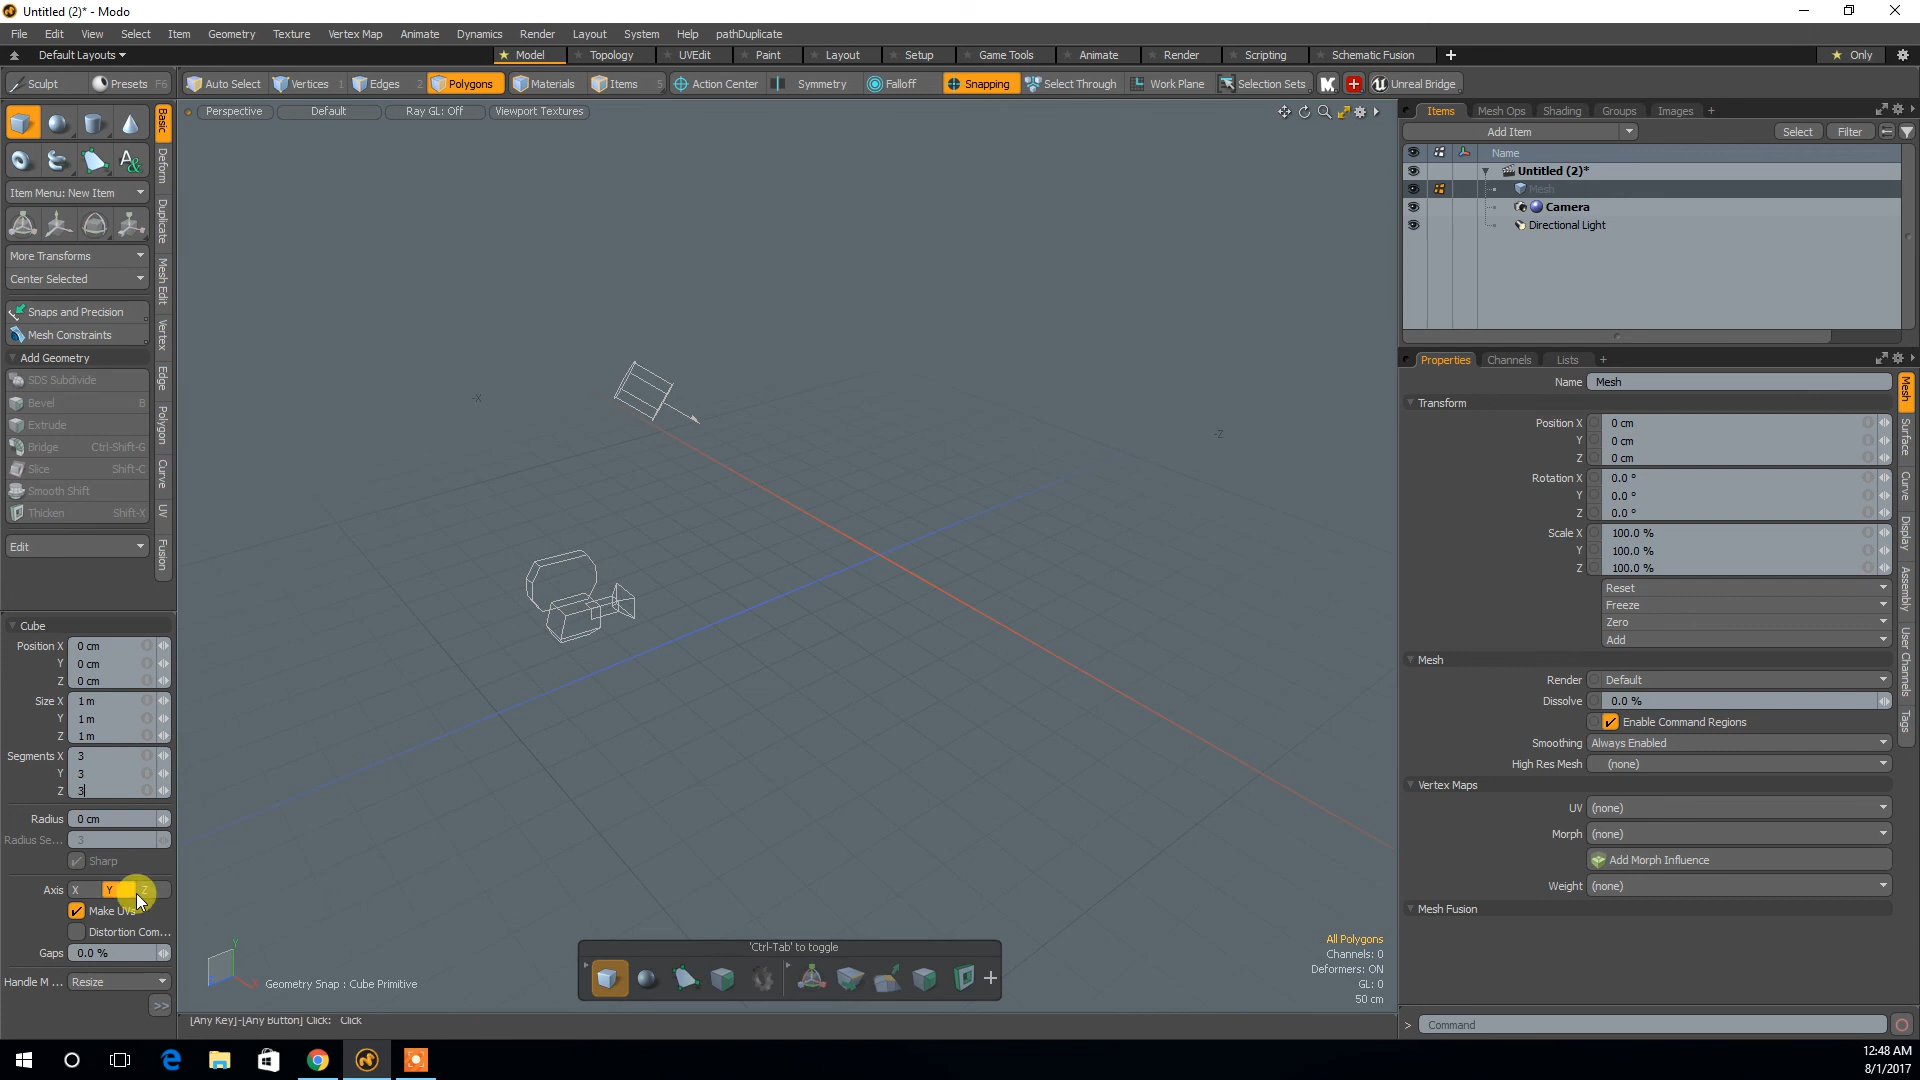 Untitled (2)* - Modo
File Edit View Select Item Geometry Texture Vertex Map Animate Dynamics Render Layout System Help pathDuplicate
Default Layouts Model Topology UVEdit Paint Layout Setup Game Tools Animate Render Scripting Schematic Fusion Only
Sculpt Presets F6 Auto Select Vertices 1 Edges 2 Polygons Materials Items 5 Action Center Symmetry Falloff Snapping Select Through Work Plane Selection Sets Unreal Bridge
Perspective Default Ray GL: Off Viewport Textures
Basic
Deform
Duplicate
Mesh Edit
Vertex
Edge
Polygon
Curve
UV
Fusion
Item Menu: New Item
More Transforms
Center Selected
Snaps and Precision
Mesh Constraints
Add Geometry
SDS Subdivide
Bevel B
Extrude
Bridge Ctrl-Shift-G
Slice Shift-C
Smooth Shift
Thicken Shift-X
Edit
Cube
Position X 0 cm
Y 0 cm
Z 0 cm
Size X 1 m
Y 1 m
Z 1 m
Segments X 3
Y 3
Z 3
Radius 0 cm
Radius Se... 3
Sharp
Axis X Y Z
Make UVs
Distortion Com...
Gaps 0.0 %
Handle M ... Resize
>>
-X
-Z
Y
X
Geometry Snap : Cube Primitive
'Ctrl-Tab' to toggle
All Polygons
Channels: 0
Deformers: ON
GL: 0
50 cm
[Any Key]-[Any Button] Click: Click
Items Mesh Ops Shading Groups Images
Add Item Select Filter
Name
Untitled (2)*
Mesh
Camera
Directional Light
Properties Channels Lists
Name Mesh
Transform
Position X 0 cm
Y 0 cm
Z 0 cm
Rotation X 0.0 °
Y 0.0 °
Z 0.0 °
Scale X 100.0 %
Y 100.0 %
Z 100.0 %
Reset
Freeze
Zero
Add
Mesh
Render Default
Dissolve 0.0 %
Enable Command Regions
Smoothing Always Enabled
High Res Mesh (none)
Vertex Maps
UV (none)
Morph (none)
Add Morph Influence
Weight (none)
Mesh Fusion
Mesh
Surface
Curve
Display
Assembly
User Channels
Tags
> Command
12:48 AM
8/1/2017